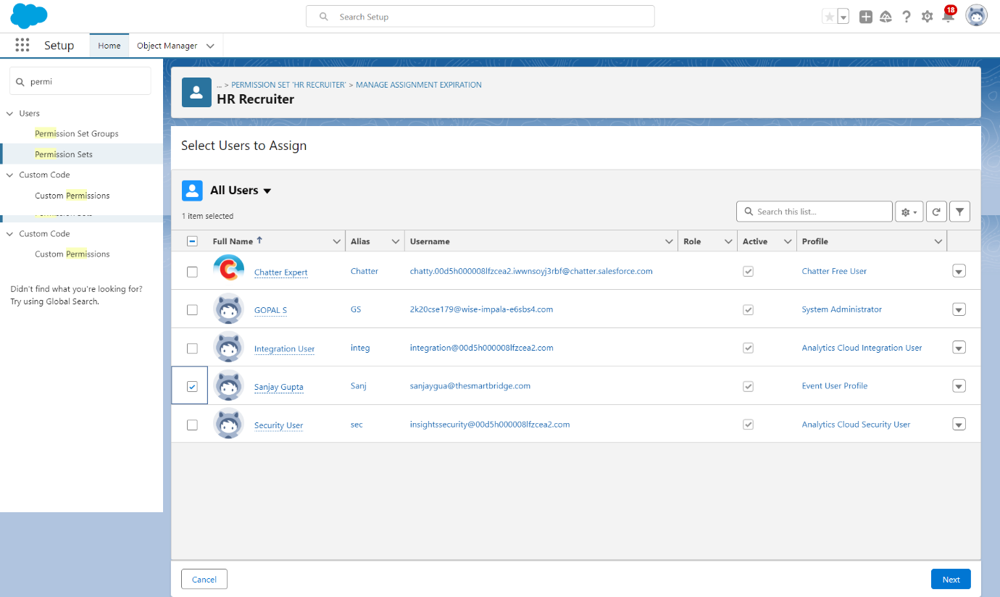 Search Setup
18
Setup
Home
Object Manager
permi
Users
Permission Set Groups
Permission Sets
Custom Code
Custom Permissions
Custom Code
Custom Permissions
Didn't find what you're looking for?
Try using Global Search.
... > PERMISSION SET 'HR RECRUITER' > MANAGE ASSIGNMENT EXPIRATION
HR Recruiter
Select Users to Assign
All Users
1 item selected
Search this list...
Full Name Alias Username Role Active Profile
Chatter Expert Chatter chatty.00d5h000008lfzcea2.iwwnsoyj3rbf@chatter.salesforce.com Chatter Free User
GOPAL S GS 2k20cse179@wise-impala-e6sbs4.com System Administrator
Integration User integ integration@00d5h000008lfzcea2.com Analytics Cloud Integration User
Sanjay Gupta Sanj sanjaygua@thesmartbridge.com Event User Profile
Security User sec insightssecurity@00d5h000008lfzcea2.com Analytics Cloud Security User
Cancel
Next